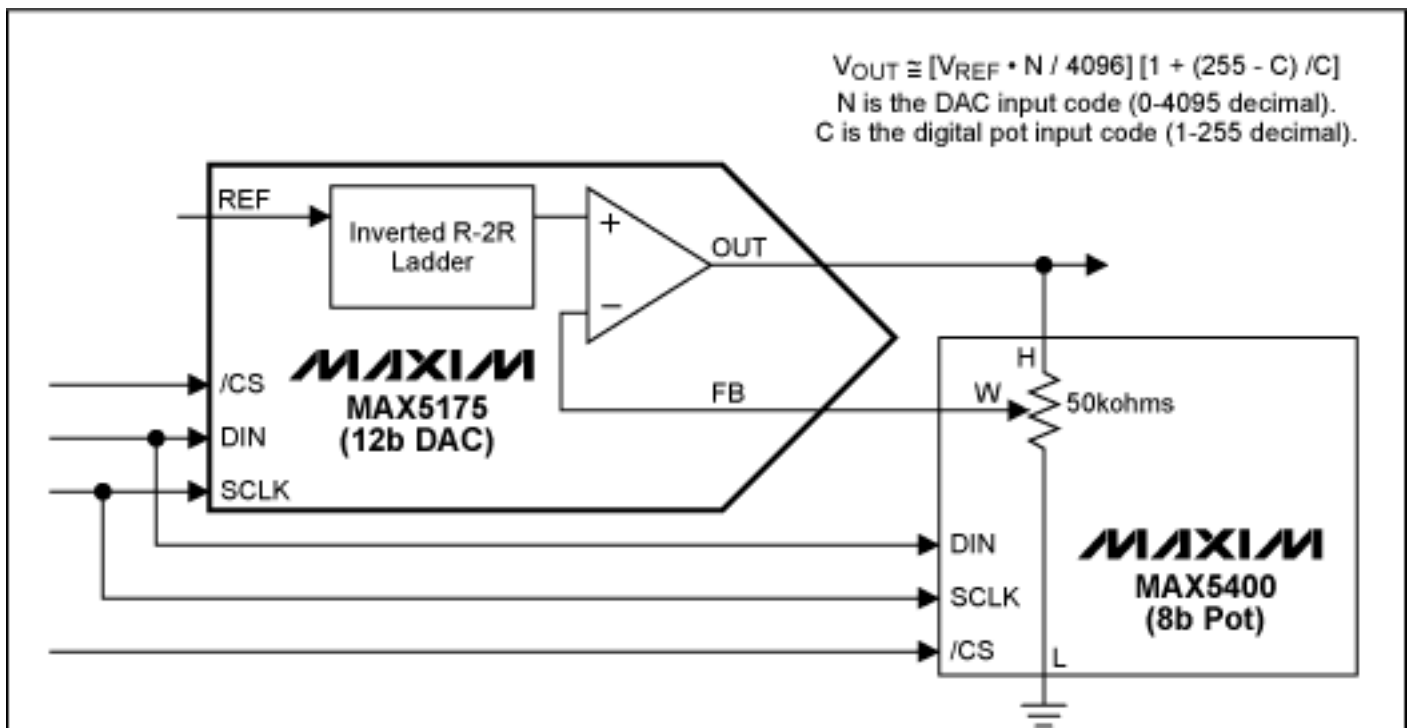 VOUT ≅ [VREF • N / 4096] [1 + (255 - C) /C]
N is the DAC input code (0-4095 decimal).
C is the digital pot input code (1-255 decimal).
REF
Inverted R-2R
Ladder
+
−
OUT
/CS
DIN
SCLK
MAXIM
MAX5175
(12b DAC)
FB
H
W
50kohms
DIN
SCLK
/CS
MAXIM
MAX5400
(8b Pot)
L